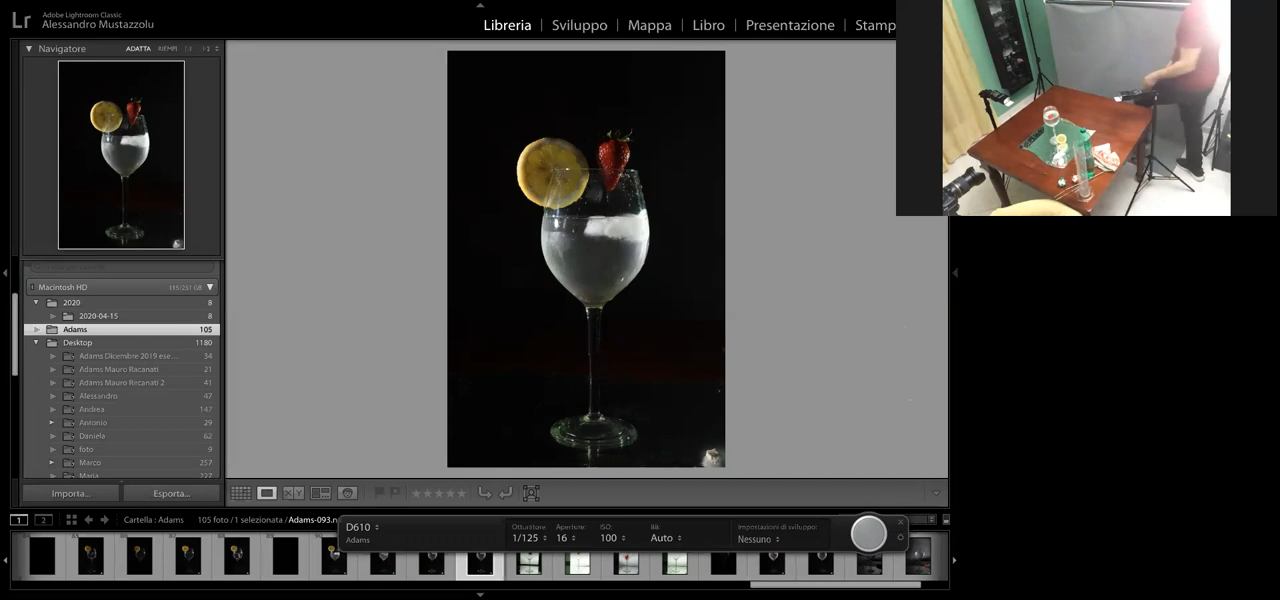 Lr
Adobe Lightroom Classic
Alessandro Mustazzolu
Libreria | Sviluppo | Mappa | Libro | Presentazione | Stamp
Navigatore ADATTA RIEMPI
Macintosh HD
2020 8
2020-04-15 8
Adams 105
Desktop 1180
Adams Dicembre 2019 ese... 34
Adams Mauro Racanati 21
Adams Mauro Rircanati 2 41
Alessandro 47
Andrea 147
Antonio 29
Daniela 62
foto 9
Marco 257
Maria 227
Importa... Esporta...
X Y
1 2 Cartella : Adams 105 foto /1 selezionata /Adams-093.n
D610
Adams
Otturatore: Apertura: ISO: Bil: Impostazioni di sviluppo:
1/125 16 100 Auto Nessuno